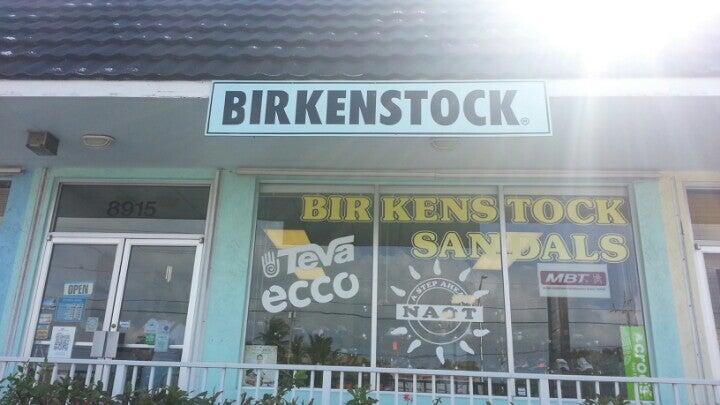 BIRKENSTOCK®
8915
OPEN
BIRKENSTOCK
SANDALS
Teva
ecco
A STEP AHEAD
NAOT
MBT